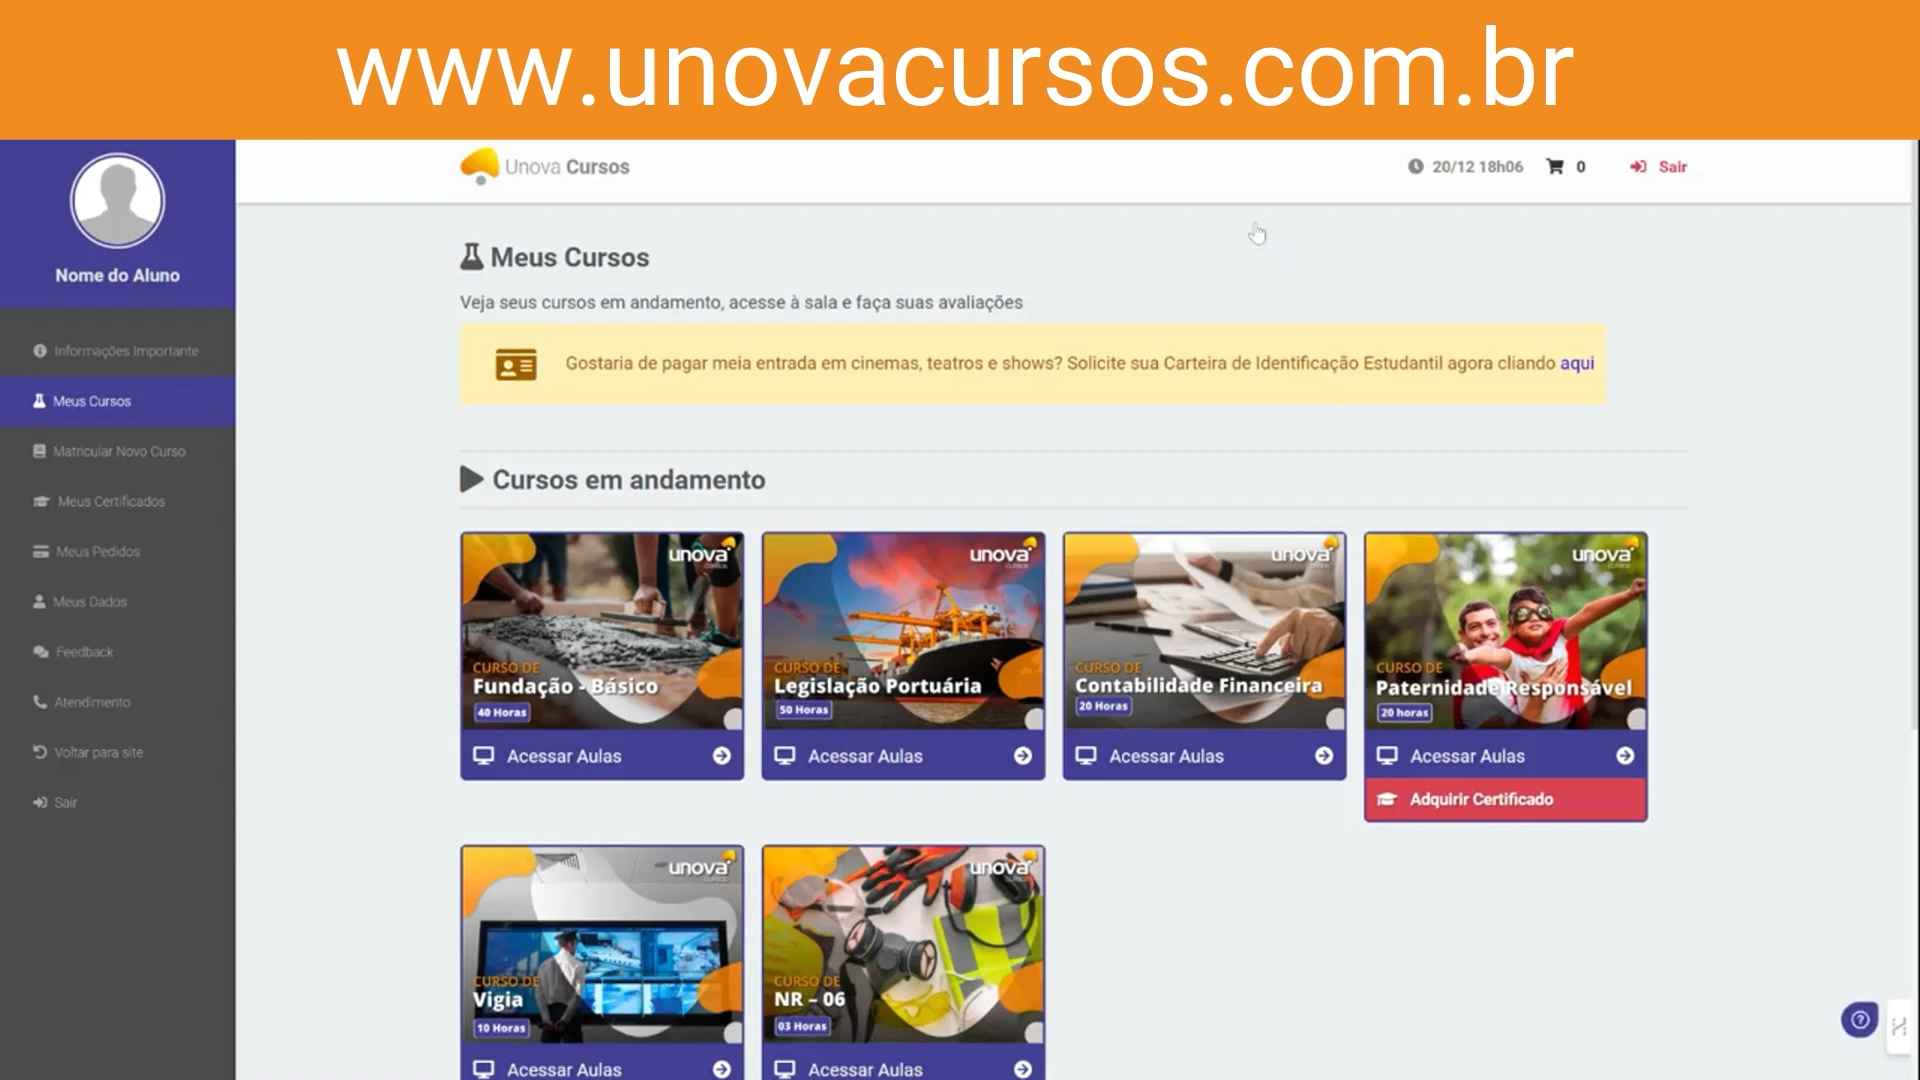 www.unovacursos.com.br
Unova Cursos
20/12 18h06
0
Sair
Nome do Aluno
Informações Importante
Meus Cursos
Matricular Novo Curso
Meus Certificados
Meus Pedidos
Meus Dados
Feedback
Atendimento
Voltar para site
Sair
Meus Cursos
Veja seus cursos em andamento, acesse à sala e faça suas avaliações
Gostaria de pagar meia entrada em cinemas, teatros e shows? Solicite sua Carteira de Identificação Estudantil agora cliando aqui
Cursos em andamento
unova
CURSOS
CURSO DE
Fundação - Básico
40 Horas
Acessar Aulas
unova
CURSOS
CURSO DE
Legislação Portuária
50 Horas
Acessar Aulas
unova
CURSOS
CURSO DE
Contabilidade Financeira
20 Horas
Acessar Aulas
unova
CURSOS
CURSO DE
Paternidade Responsável
20 horas
Acessar Aulas
Adquirir Certificado
unova
CURSOS
CURSO DE
Vigia
10 Horas
Acessar Aulas
unova
CURSOS
CURSO DE
NR – 06
03 Horas
Acessar Aulas